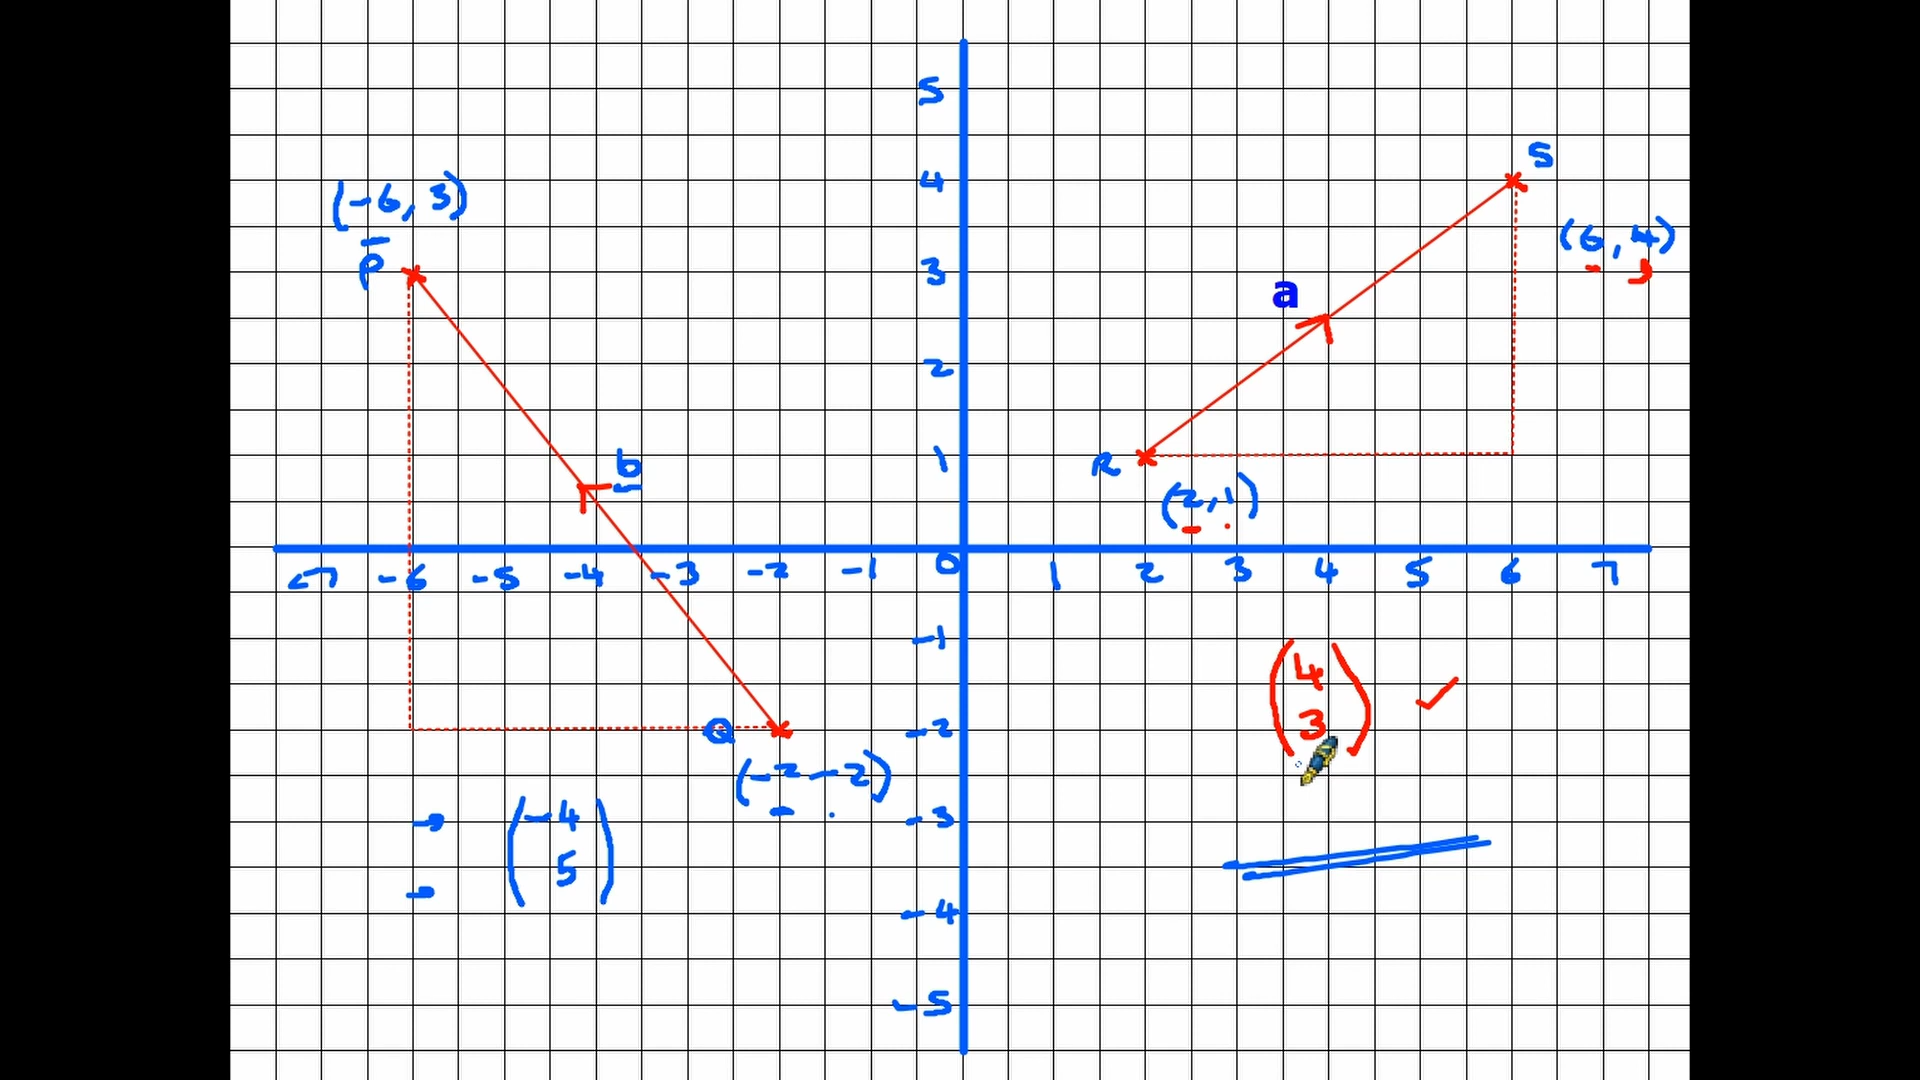 5
S
4
(-6, 3)
(6, 4)
P
3
a
2
b
1
R
(2, 1)
-7 -6 -5 -4 -3 -2 -1 0 1 2 3 4 5 6 7
-1
(4
3) ✓
Q
-2
(-2 -2)
-3
(-4
5)
-4
-5